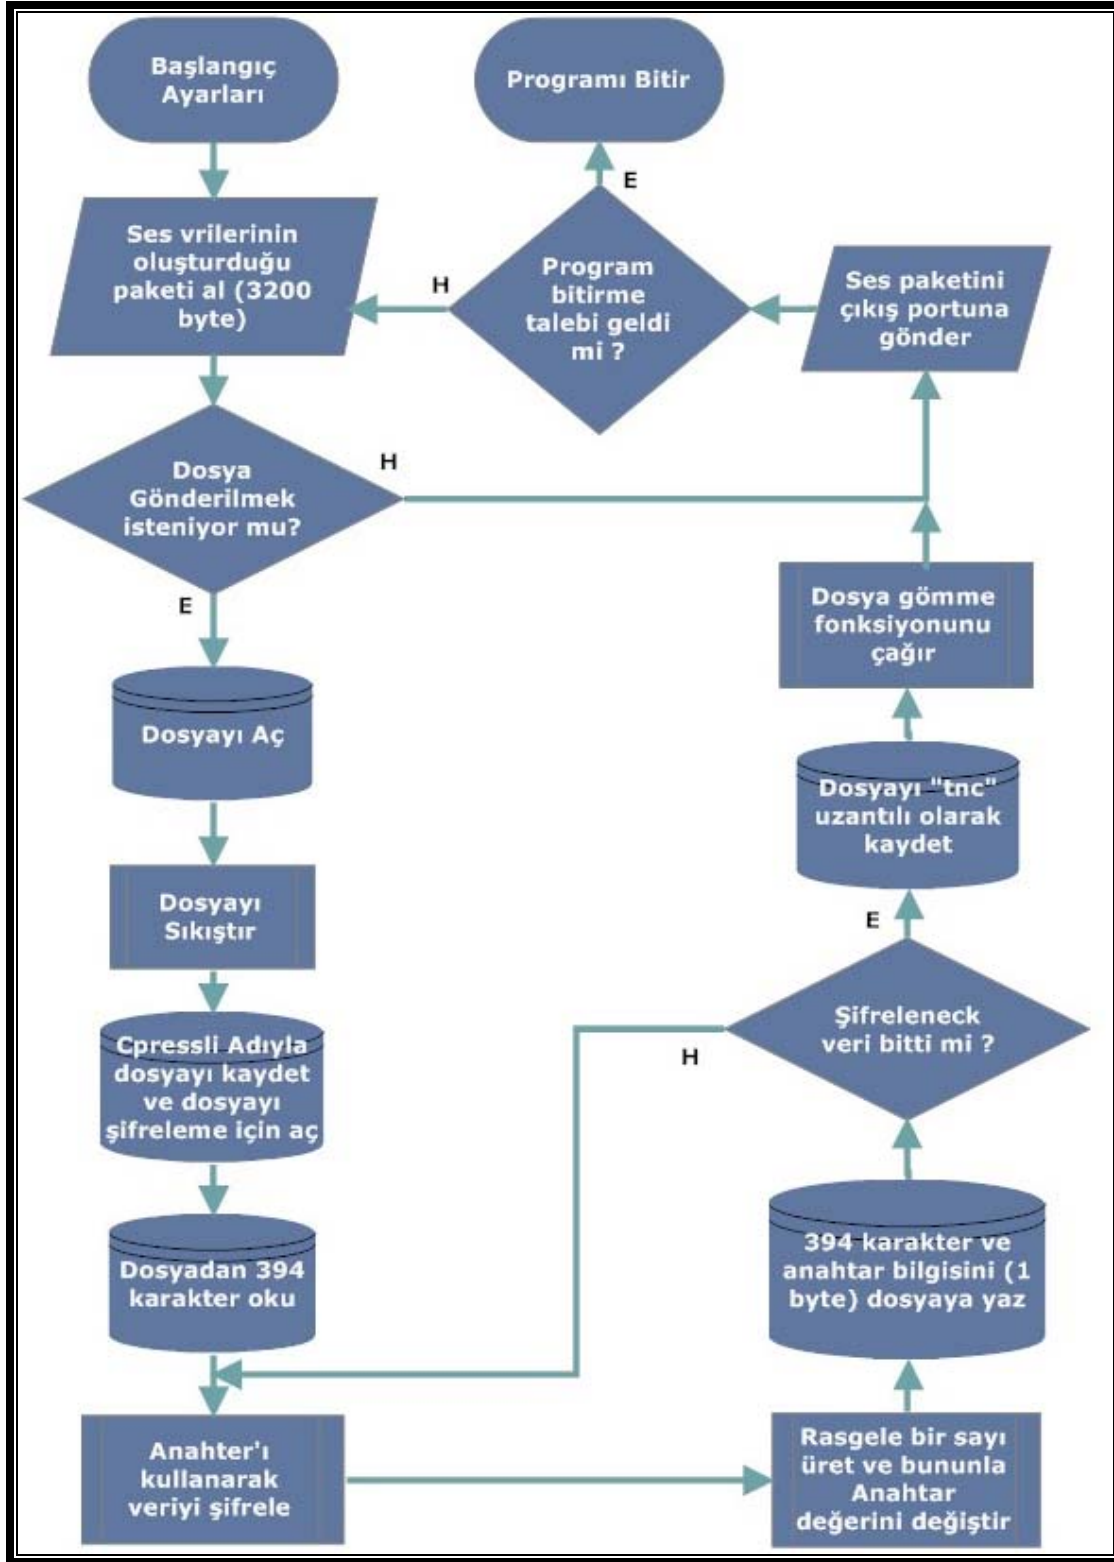 Başlangıç
Ayarları
Programı Bitir
E
Ses vrilerinin
oluşturduğu
paketi al (3200
byte)
H
Program
bitirme
talebi geldi
mi ?
Ses paketini
çıkış portuna
gönder
Dosya
Gönderilmek
isteniyor mu?
H
E
Dosya gömme
fonksiyonunu
çağır
Dosyayı Aç
Dosyayı "tnc"
uzantılı olarak
kaydet
Dosyayı
Sıkıştır
E
Cpressli Adıyla
dosyayı kaydet
ve dosyayı
şifreleme için aç
Şifreleneck
veri bitti mi ?
H
Dosyadan 394
karakter oku
394 karakter ve
anahtar bilgisini (1
byte) dosyaya yaz
Anahter'ı
kullanarak
veriyi şifrele
Rasgele bir sayı
üret ve bununla
Anahtar
değerini değiştir